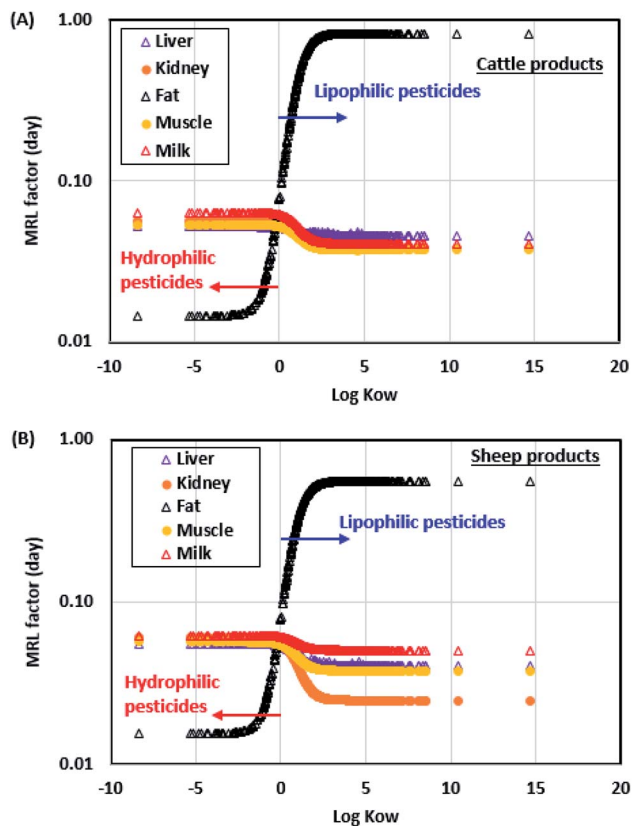 (A)
1.00
0.10
0.01
MRL factor (day)
Liver
Kidney
Fat
Muscle
Milk
Cattle products
Lipophilic pesticides
Hydrophilic
pesticides
-10 -5 0 5 10 15 20
Log Kow
(B)
1.00
0.10
0.01
MRL factor (day)
Liver
Kidney
Fat
Muscle
Milk
Sheep products
Lipophilic pesticides
Hydrophilic
pesticides
-10 -5 0 5 10 15 20
Log Kow